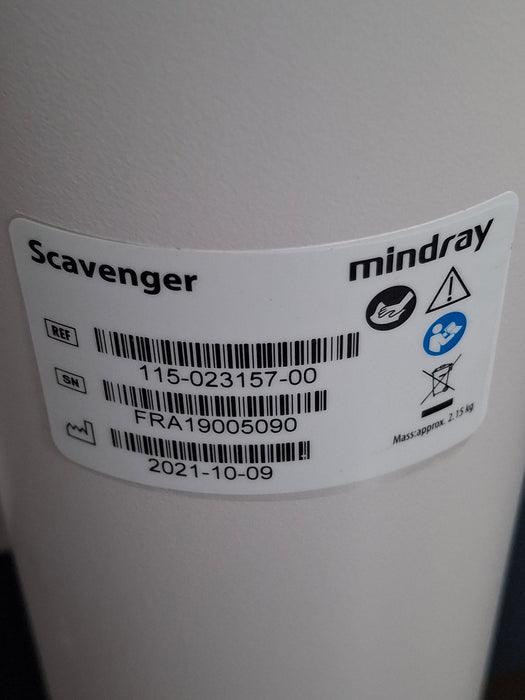 Scavenger
mindray
REF
115-023157-00
SN
FRA19005090
2021-10-09
Mass:approx. 2.15 kg